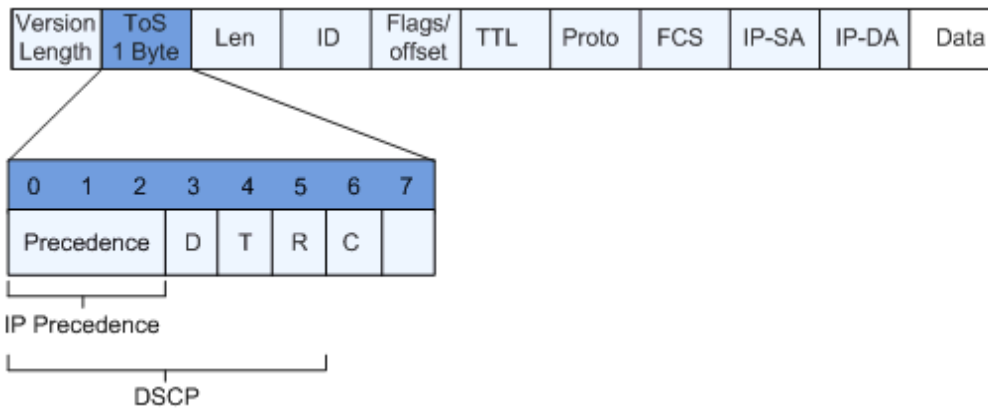 Version Length ToS 1 Byte Len ID Flags/ offset TTL Proto FCS IP-SA IP-DA Data
0 1 2 3 4 5 6 7
Precedence D T R C
IP Precedence
DSCP